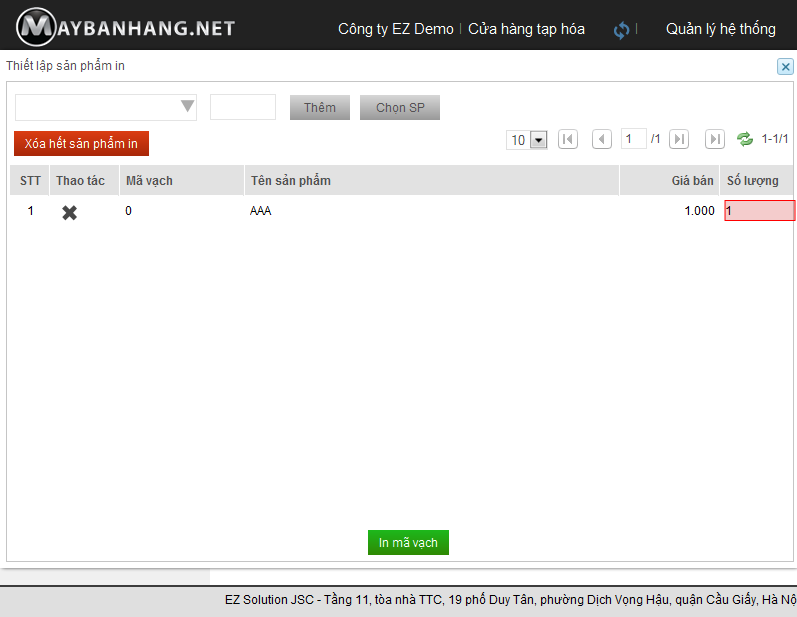 MAYBANHANG.NET Công ty EZ Demo | Cửa hàng tạp hóa | Quản lý hệ thống
Thiết lập sản phẩm in
Thêm Chọn SP
Xóa hết sản phẩm in 10 1 /1 1-1/1
STT Thao tác Mã vạch Tên sản phẩm Giá bán Số lượng
1 0 AAA 1.000 1
In mã vạch
EZ Solution JSC - Tầng 11, tòa nhà TTC, 19 phố Duy Tân, phường Dịch Vọng Hậu, quận Cầu Giấy, Hà Nộ